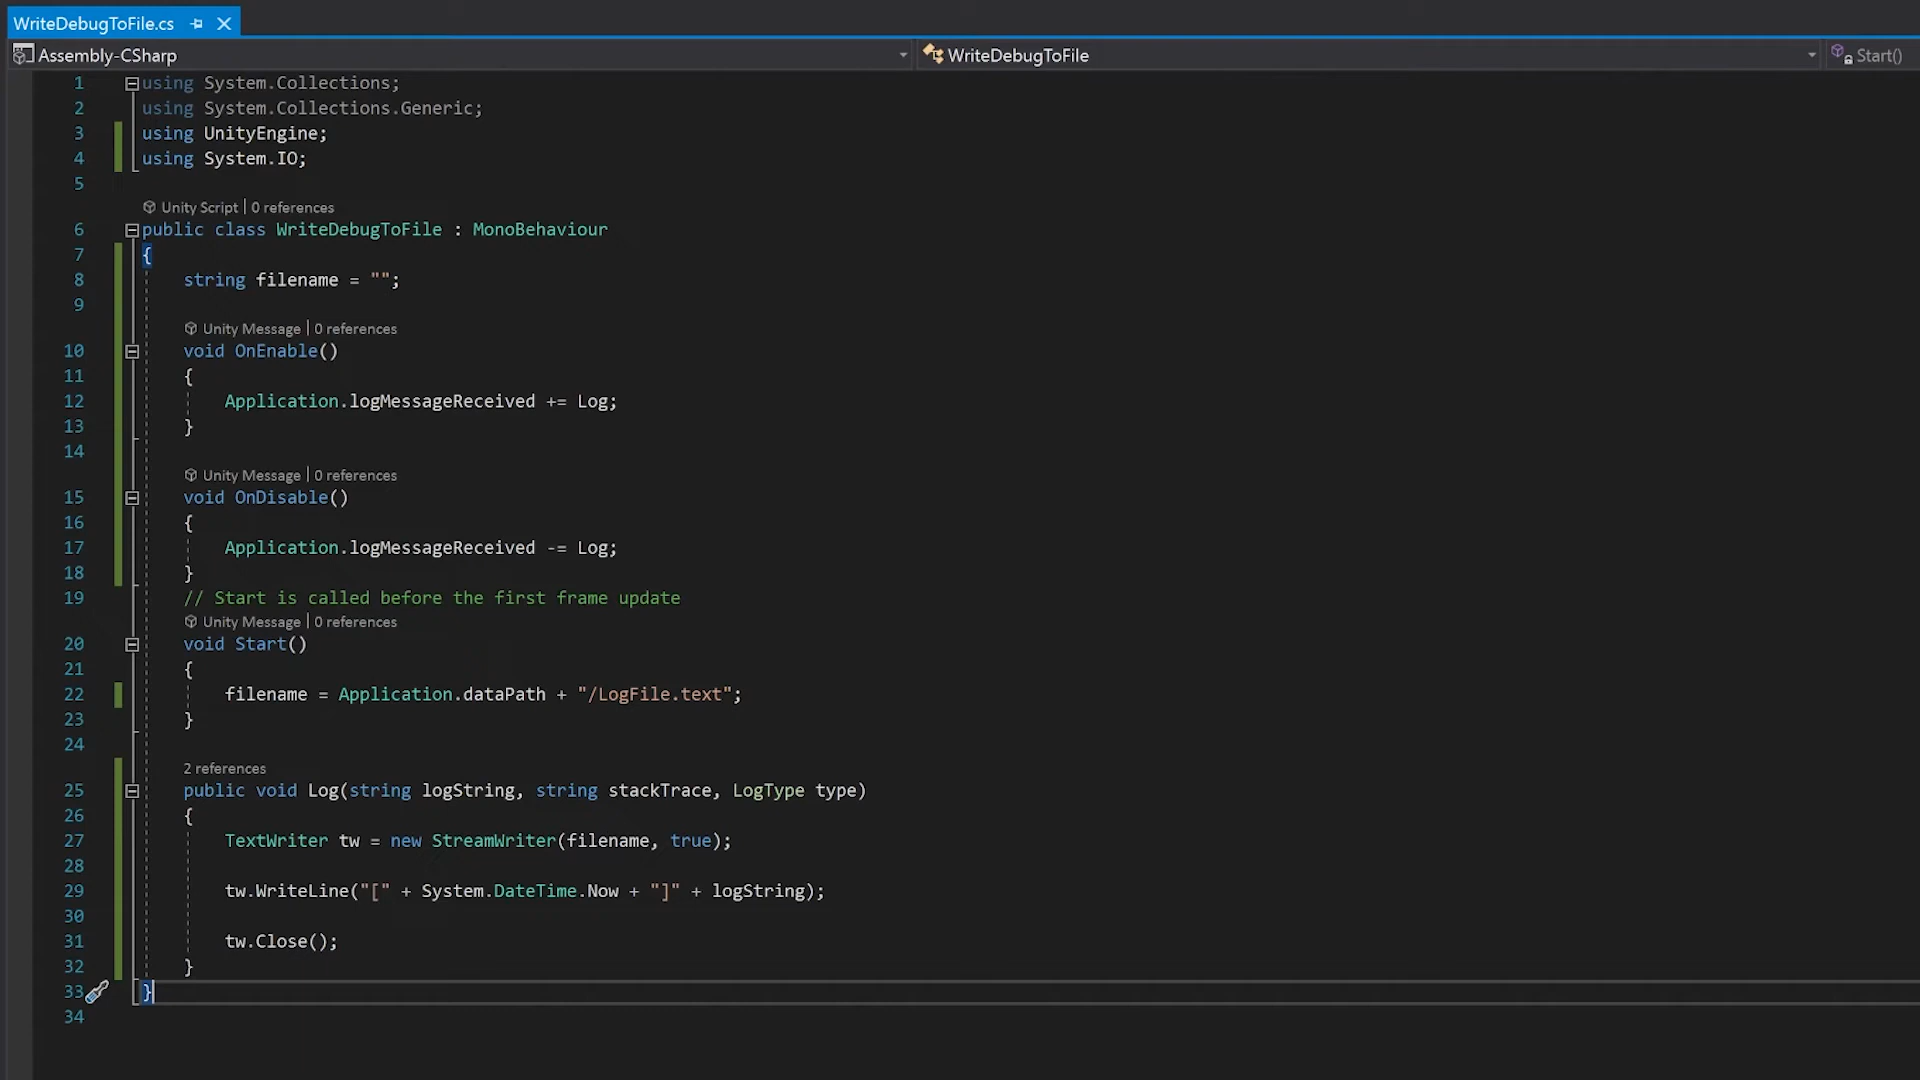 WriteDebugToFile.cs
Assembly-CSharp WriteDebugToFile Start()
1 using System.Collections;
2 using System.Collections.Generic;
3 using UnityEngine;
4 using System.IO;
5
Unity Script | 0 references
6 public class WriteDebugToFile : MonoBehaviour
7 {
8 string filename = "";
9
Unity Message | 0 references
10 void OnEnable()
11 {
12 Application.logMessageReceived += Log;
13 }
14
Unity Message | 0 references
15 void OnDisable()
16 {
17 Application.logMessageReceived -= Log;
18 }
19 // Start is called before the first frame update
Unity Message | 0 references
20 void Start()
21 {
22 filename = Application.dataPath + "/LogFile.text";
23 }
24
2 references
25 public void Log(string logString, string stackTrace, LogType type)
26 {
27 TextWriter tw = new StreamWriter(filename, true);
28
29 tw.WriteLine("[" + System.DateTime.Now + "]" + logString);
30
31 tw.Close();
32 }
33 }
34